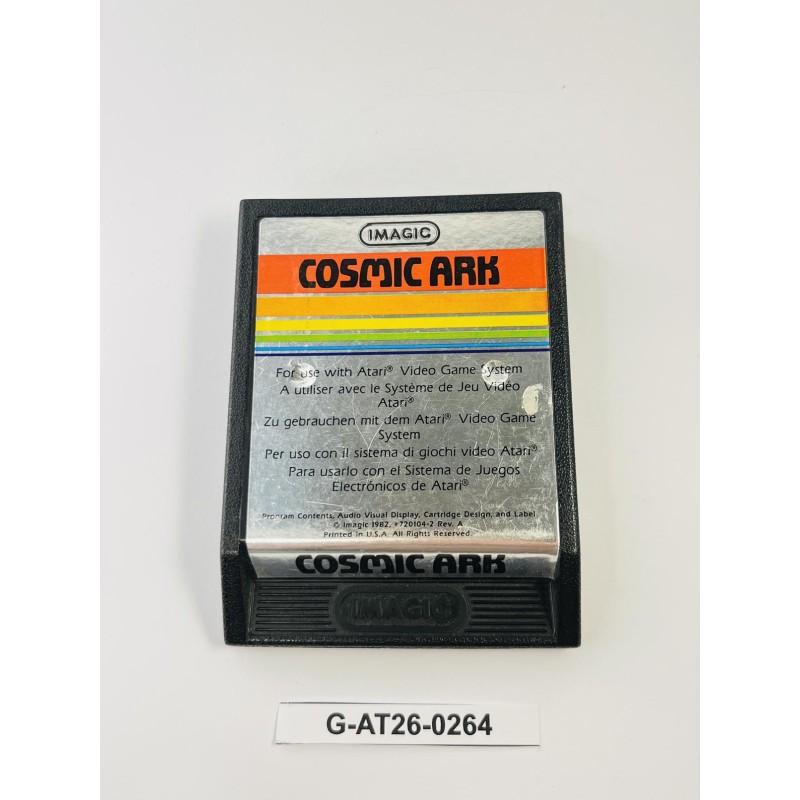 IMAGIC
COSMIC ARK
For use with Atari® Video Game System
A utiliser avec le Système de Jeu Vidéo
Atari®
Zu gebrauchen mit dem Atari® Video Game
System
Per uso con il sistema di giochi video Atari®
Para usarlo con el Sistema de Juegos
Electrónicos de Atari®
Program Contents, Audio Visual Display, Cartridge Design, and Label
© Imagic 1982, #720104-2 Rev. A
Printed in U.S.A. All Rights Reserved.
COSMIC ARK
IMAGIC
G-AT26-0264